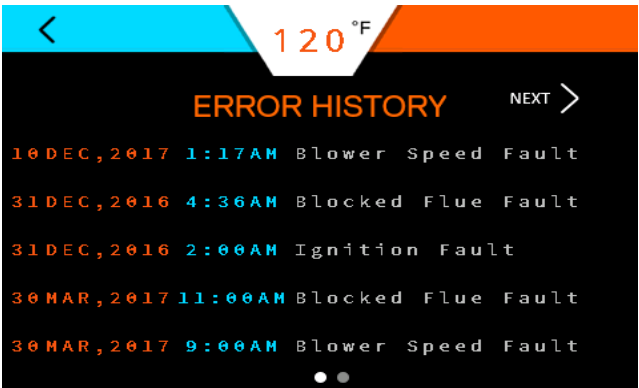 120 °F
ERROR HISTORY
NEXT
10DEC,2017 1:17AM Blower Speed Fault
31DEC,2016 4:36AM Blocked Flue Fault
31DEC,2016 2:00AM Ignition Fault
30MAR,2017 11:00AM Blocked Flue Fault
30MAR,2017 9:00AM Blower Speed Fault